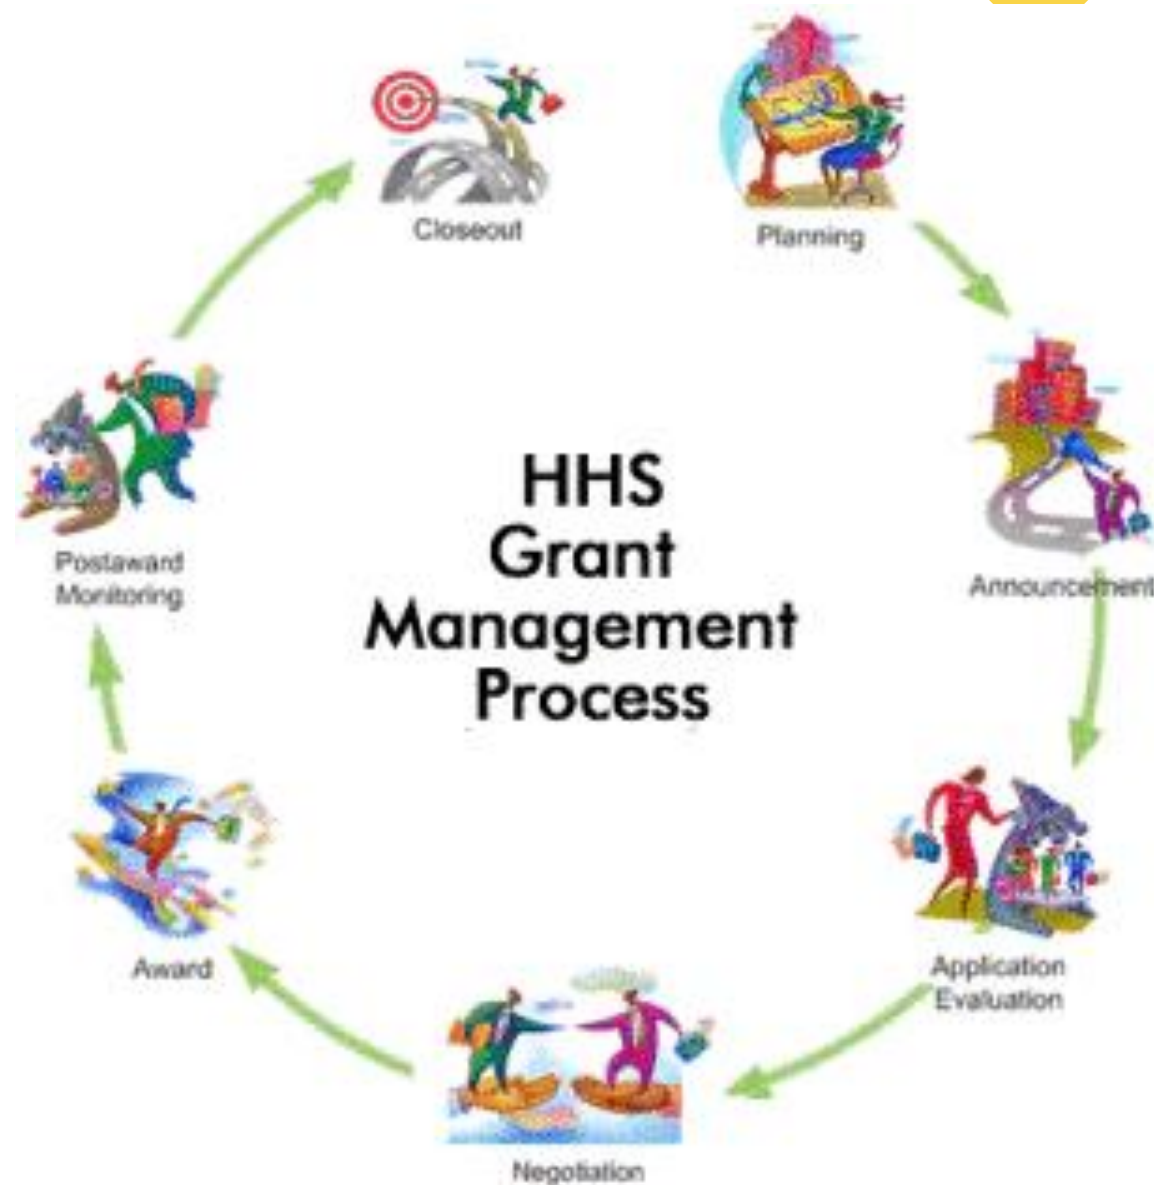 HHS
Grant
Management
Process
Planning
Announcement
Application
Evaluation
Negotiation
Award
Postaward
Monitoring
Closeout